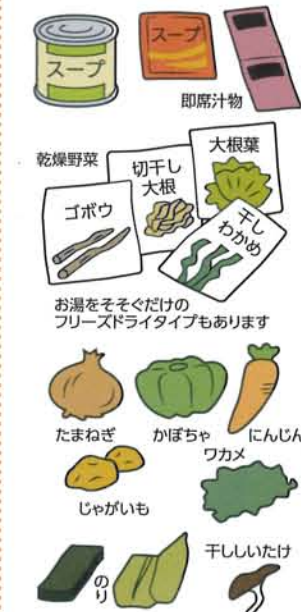 スープ
スープ
即席汁物
乾燥野菜
大根葉
切干し
大根
ゴボウ
干し
わかめ
お湯をそそぐだけの
フリーズドライタイプもあります
たまねぎ
かぼちゃ
にんじん
じゃがいも
ワカメ
のり
干ししいたけ